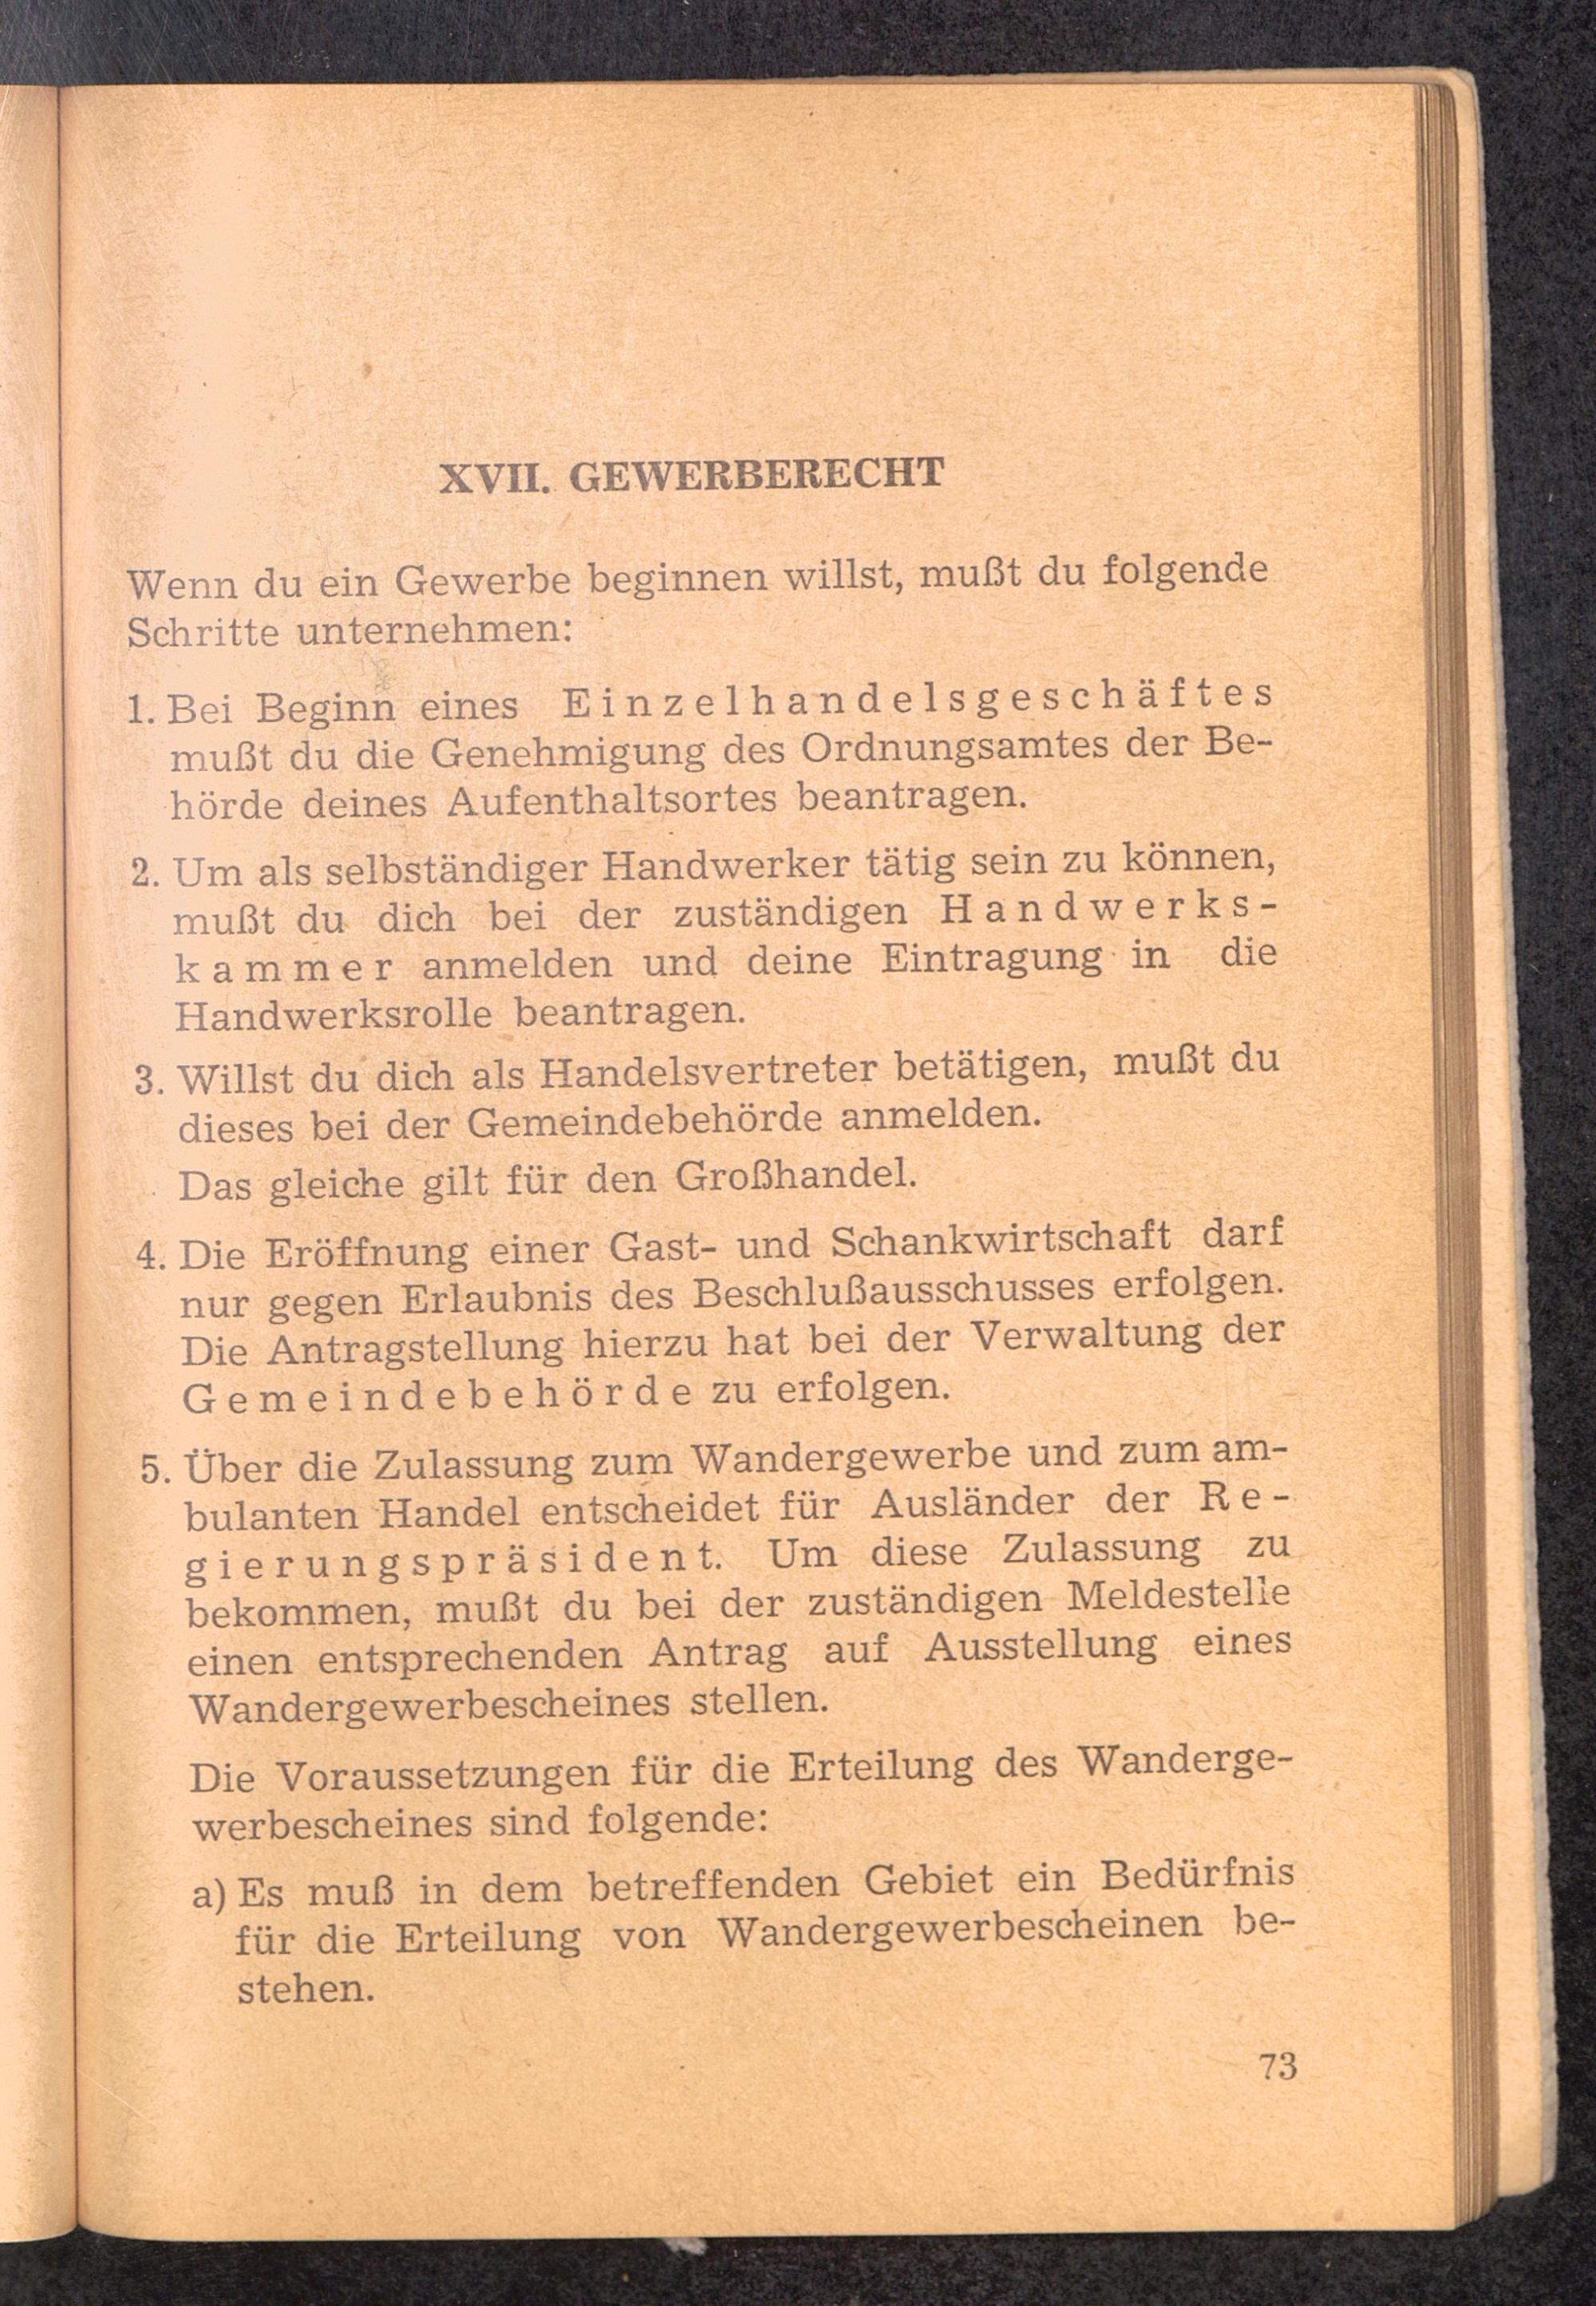 XVII. GEWERBERECHT
Wenn du ein Gewerbe beginnen willst, mußt du folgende
Schritte unternehmen:
1. Bei Beginn eines Einzelhandelsgeschäftes
mußt du die Genehmigung des Ordnungsamtes der Be-
hörde deines Aufenthaltsortes beantragen.
2. Um als selbständiger Handwerker tätig sein zu können,
mußt du dich bei der zuständigen Handwerks-
kammer anmelden und deine Eintragung in die
Handwerksrolle beantragen.
3. Willst du dich als Handelsvertreter betätigen, mußt du
dieses bei der Gemeindebehörde anmelden.
Das gleiche gilt für den Großhandel.
4. Die Eröffnung einer Gast- und Schankwirtschaft darf
nur gegen Erlaubnis des Beschlußausschusses erfolgen.
Die Antragstellung hierzu hat bei der Verwaltung der
Gemeindebehörde zu erfolgen.
5. Über die Zulassung zum Wandergewerbe und zum am-
bulanten Handel entscheidet für Ausländer der Re-
gierungspräsident. Um diese Zulassung zu
bekommen, mußt du bei der zuständigen Meldestelle
einen entsprechenden Antrag auf Ausstellung eines
Wandergewerbescheines stellen.
Die Voraussetzungen für die Erteilung des Wanderge-
werbescheines sind folgende:
a) Es muß in dem betreffenden Gebiet ein Bedürfnis
für die Erteilung von Wandergewerbescheinen be-
stehen.
73